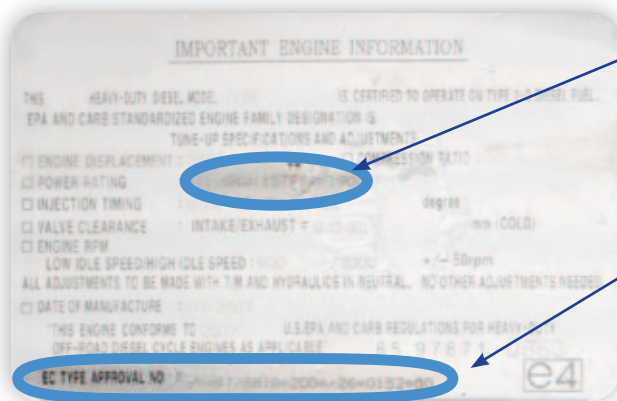 IMPORTANT ENGINE INFORMATION
THIS HEAVY-DUTY DIESEL MODEL IS CERTIFIED TO OPERATE ON TYPE DIESEL FUEL.
EPA AND CARB STANDARDIZED ENGINE FAMILY DESIGNATION IS
TUNE-UP SPECIFICATIONS AND ADJUSTMENTS
□ ENGINE DISPLACEMENT : □ COMPRESSION RATIO :
□ POWER RATING
□ INJECTION TIMING : degree
□ VALVE CLEARANCE : INTAKE/EXHAUST = mm (COLD)
□ ENGINE RPM
LOW IDLE SPEED/HIGH IDLE SPEED : +/- 50rpm
ALL ADJUSTMENTS TO BE MADE WITH T/M AND HYDRAULICS IN NEUTRAL. NO OTHER ADJUSTMENTS NEEDED.
□ DATE OF MANUFACTURE :
THIS ENGINE CONFORMS TO U.S.EPA AND CARB REGULATIONS FOR HEAVY-DUTY
OFF-ROAD DIESEL CYCLE ENGINES AS APPLICABLE
EC TYPE APPROVAL NO :
e4